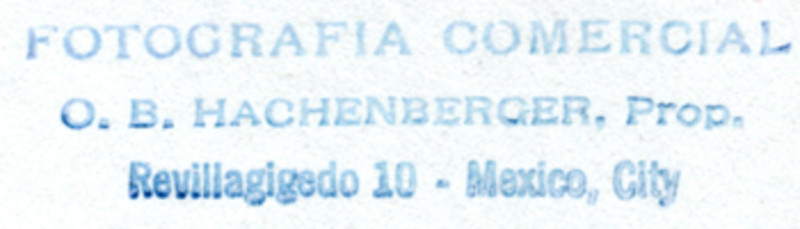 FOTOGRAFIA COMERCIAL
O. B. HACHENBERGER, Prop.
Revillagigedo 10 - Mexico, City